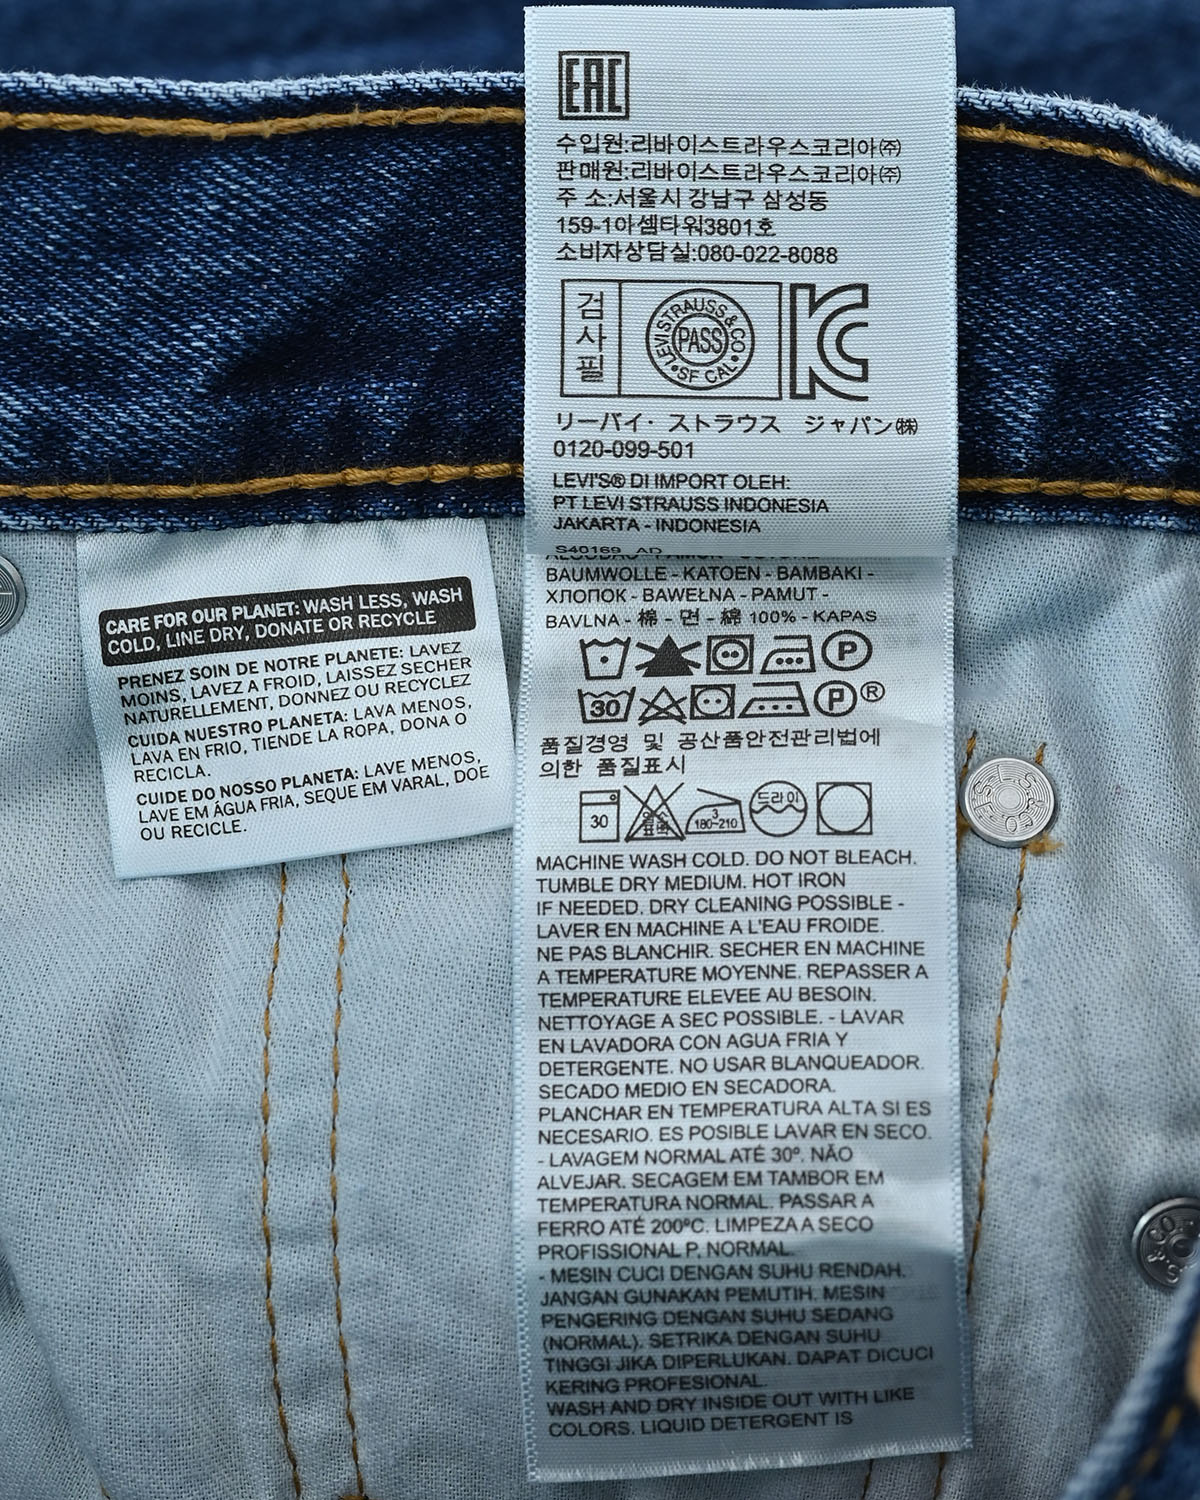 CARE FOR OUR PLANET: WASH LESS, WASH
COLD, LINE DRY, DONATE OR RECYCLE
PRENEZ SOIN DE NOTRE PLANETE: LAVEZ
MOINS, LAVEZ A FROID, LAISSEZ SECHER
NATURELLEMENT, DONNEZ OU RECYCLEZ
CUIDA NUESTRO PLANETA: LAVA MENOS,
LAVA EN FRIO, TIENDE LA ROPA, DONA O
RECICLA.
CUIDE DO NOSSO PLANETA: LAVE MENOS,
LAVE EM ÁGUA FRIA, SEQUE EM VARAL, DOE
OU RECICLE.
EAC
수입원:리바이스트라우스코리아㈜
판매원:리바이스트라우스코리아㈜
주 소:서울시 강남구 삼성동
159-1아셈타워3801호
소비자상담실:080-022-8088
검사필
LEVI STRAUSS & CO
PASS
SF CAL
KC
リーバイ・ストラウス ジャパン㈱
0120-099-501
LEVI'S® DI IMPORT OLEH:
PT LEVI STRAUSS INDONESIA
JAKARTA - INDONESIA
S40169 AD
BAUMWOLLE - KATOEN - BAMBAKI -
ХЛОПОК - BAWEŁNA - PAMUT -
BAVLNA - 棉 - 면 - 綿 100% - KAPAS
P
30 P ®
품질경영 및 공산품안전관리법에
의한 품질표시
30 염소표백 3 180~210 드라이
MACHINE WASH COLD. DO NOT BLEACH.
TUMBLE DRY MEDIUM. HOT IRON
IF NEEDED. DRY CLEANING POSSIBLE -
LAVER EN MACHINE A L'EAU FROIDE.
NE PAS BLANCHIR. SECHER EN MACHINE
A TEMPERATURE MOYENNE. REPASSER A
TEMPERATURE ELEVEE AU BESOIN.
NETTOYAGE A SEC POSSIBLE. - LAVAR
EN LAVADORA CON AGUA FRIA Y
DETERGENTE. NO USAR BLANQUEADOR.
SECADO MEDIO EN SECADORA.
PLANCHAR EN TEMPERATURA ALTA SI ES
NECESARIO. ES POSIBLE LAVAR EN SECO.
- LAVAGEM NORMAL ATÉ 30º. NÃO
ALVEJAR. SECAGEM EM TAMBOR EM
TEMPERATURA NORMAL. PASSAR A
FERRO ATÉ 200ºC. LIMPEZA A SECO
PROFISSIONAL P, NORMAL.
- MESIN CUCI DENGAN SUHU RENDAH.
JANGAN GUNAKAN PEMUTIH. MESIN
PENGERING DENGAN SUHU SEDANG
(NORMAL). SETRIKA DENGAN SUHU
TINGGI JIKA DIPERLUKAN. DAPAT DICUCI
KERING PROFESIONAL.
WASH AND DRY INSIDE OUT WITH LIKE
COLORS. LIQUID DETERGENT IS